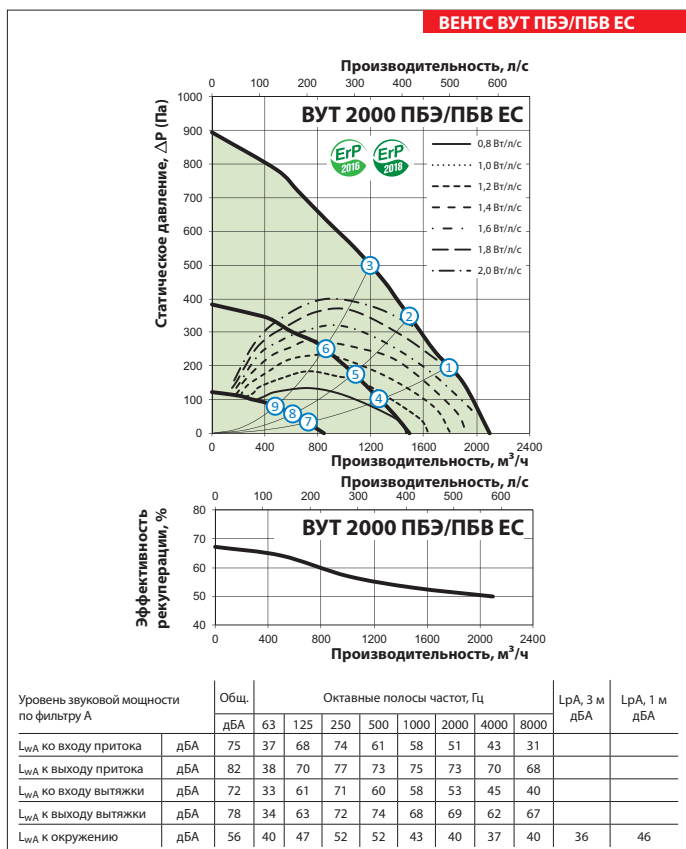 ВЕНТС ВУТ ПБЭ/ПБВ ЕС
Производительность, л/с
0 100 200 300 400 500 600
Статическое давление, △P (Па)
1000
900
800
700
600
500
400
300
200
100
0
ВУТ 2000 ПБЭ/ПБВ ЕС
ErP 2016
ErP 2018
0,8 Вт/л/с
1,0 Вт/л/с
1,2 Вт/л/с
1,4 Вт/л/с
1,6 Вт/л/с
1,8 Вт/л/с
2,0 Вт/л/с
3
2
1
6
5
4
9
8
7
0 400 800 1200 1600 2000 2400
Производительность, м³/ч
Производительность, л/с
0 100 200 300 400 500 600
Эффективность
рекуперации, %
80
70
60
50
40
ВУТ 2000 ПБЭ/ПБВ ЕС
0 400 800 1200 1600 2000 2400
Производительность, м³/ч
Уровень звуковой мощности по фильтру А Общ. Октавные полосы частот, Гц LpA, 3 м дБА LpA, 1 м дБА
дБА 63 125 250 500 1000 2000 4000 8000
LwA ко входу притока дБА 75 37 68 74 61 58 51 43 31
LwA к выходу притока дБА 82 38 70 77 73 75 73 70 68
LwA ко входу вытяжки дБА 72 33 61 71 60 58 53 45 40
LwA к выходу вытяжки дБА 78 34 63 72 74 68 69 62 67
LwA к окружению дБА 56 40 47 52 52 43 40 37 40 36 46